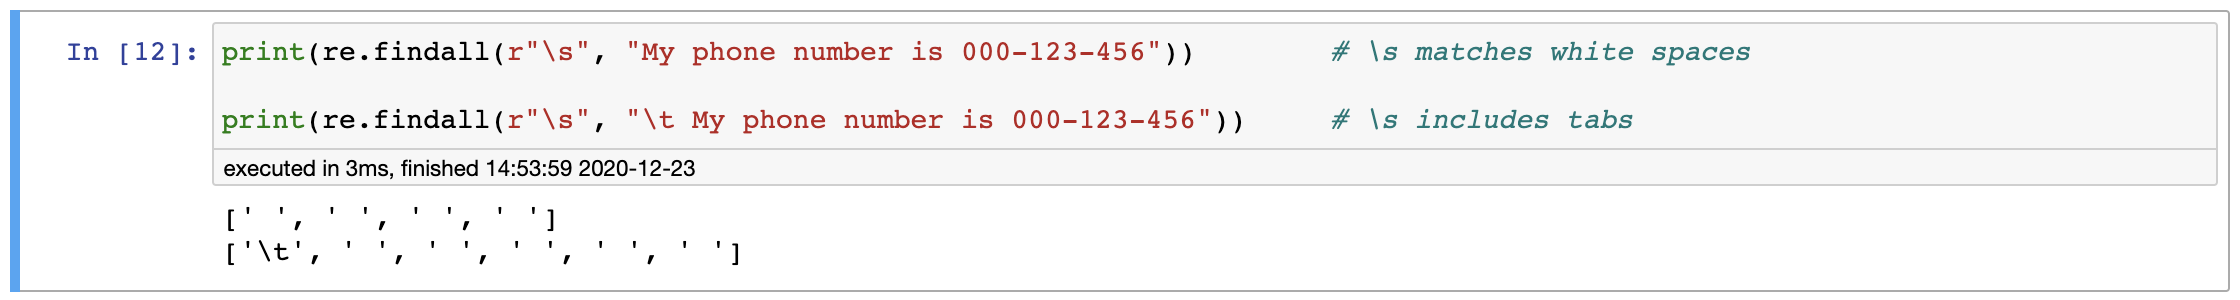 In [12]: print(re.findall(r"\s", "My phone number is 000-123-456"))        # \s matches white spaces
print(re.findall(r"\s", "\t My phone number is 000-123-456"))     # \s includes tabs
executed in 3ms, finished 14:53:59 2020-12-23
[' ', ' ', ' ', ' ']
['\t', ' ', ' ', ' ', ' ', ' ']